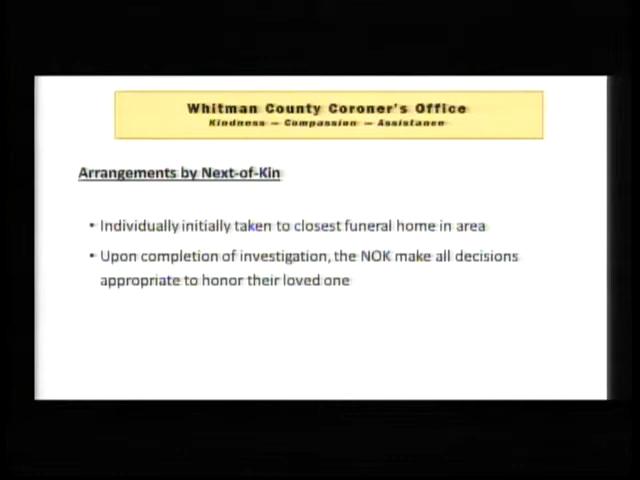 Whitman County Coroner's Office
Kindness — Compassion — Assistance
Arrangements by Next-of-Kin
• Individually initially taken to closest funeral home in area
• Upon completion of investigation, the NOK make all decisions
appropriate to honor their loved one